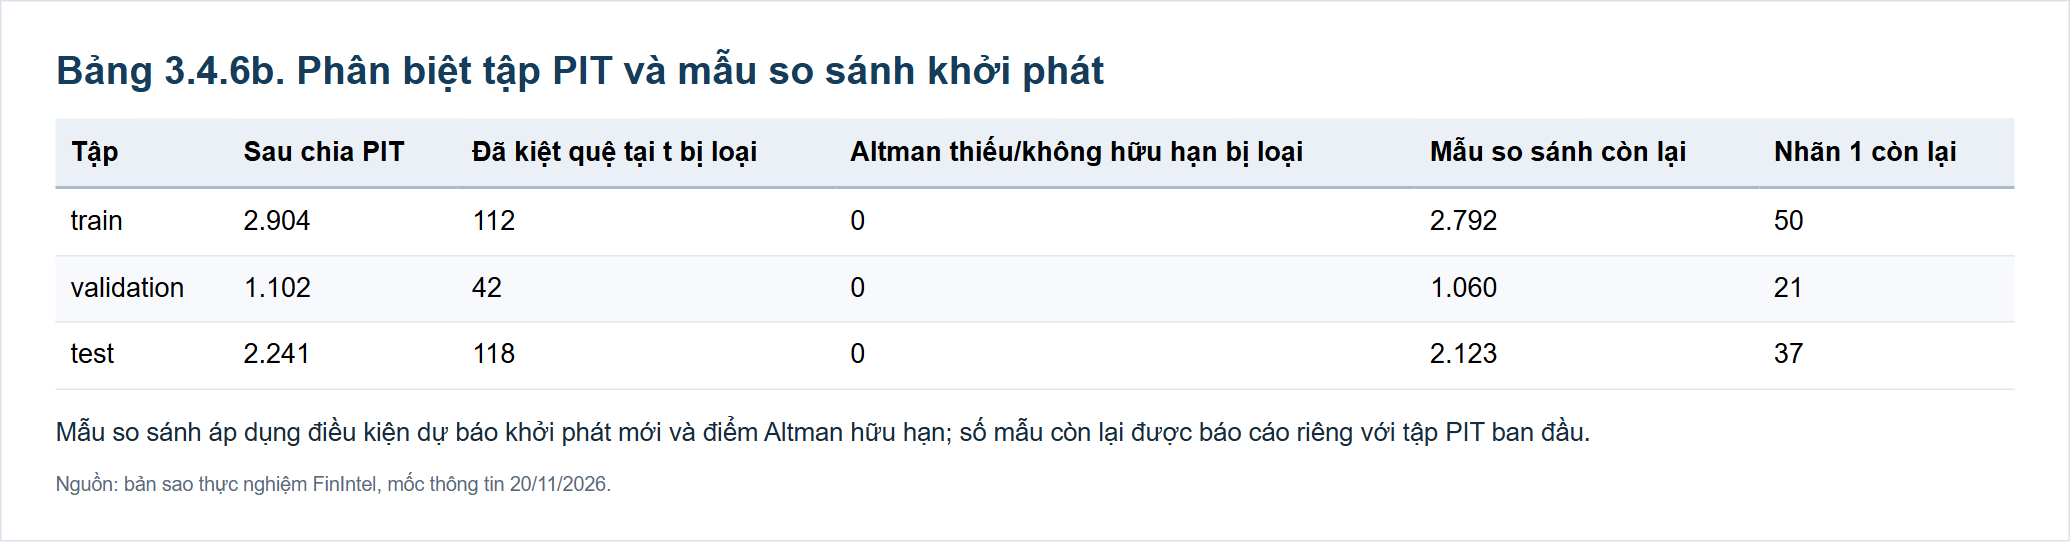 Bảng 3.4.6b. Phân biệt tập PIT và mẫu so sánh khởi phát
Tập Sau chia PIT Đã kiệt quệ tại t bị loại Altman thiếu/không hữu hạn bị loại Mẫu so sánh còn lại Nhãn 1 còn lại
train 2.904 112 0 2.792 50
validation 1.102 42 0 1.060 21
test 2.241 118 0 2.123 37
Mẫu so sánh áp dụng điều kiện dự báo khởi phát mới và điểm Altman hữu hạn; số mẫu còn lại được báo cáo riêng với tập PIT ban đầu.
Nguồn: bản sao thực nghiệm FinIntel, mốc thông tin 20/11/2026.